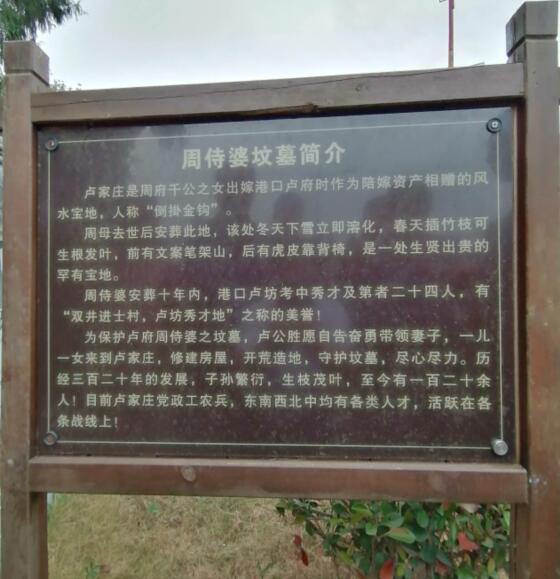 周侍婆坟墓简介
卢家庄是周府千公之女出嫁港口卢府时作为陪嫁资产相赠的风
水宝地，人称“倒掛金钩”。
周母去世后安葬此地，该处冬天下雪立即溶化，春天插竹枝可
生根发叶，前有文案笔架山，后有虎皮靠背椅，是一处生贤出贵的
罕有宝地。
周侍婆安葬十年内，港口卢坊考中秀才及第者二十四人，有
“双井进士村，卢坊秀才地”之称的美誉！
为保护卢府周侍婆之坟墓，卢公胜愿自告奋勇带领妻子，一儿
一女来到卢家庄，修建房屋，开荒造地，守护坟墓，尽心尽力。历
经三百二十年的发展，子孙繁衍，生枝茂叶，至今有一百二十余
人！目前卢家庄党政工农兵，东南西北中均有各类人才，活跃在各
条战线上！